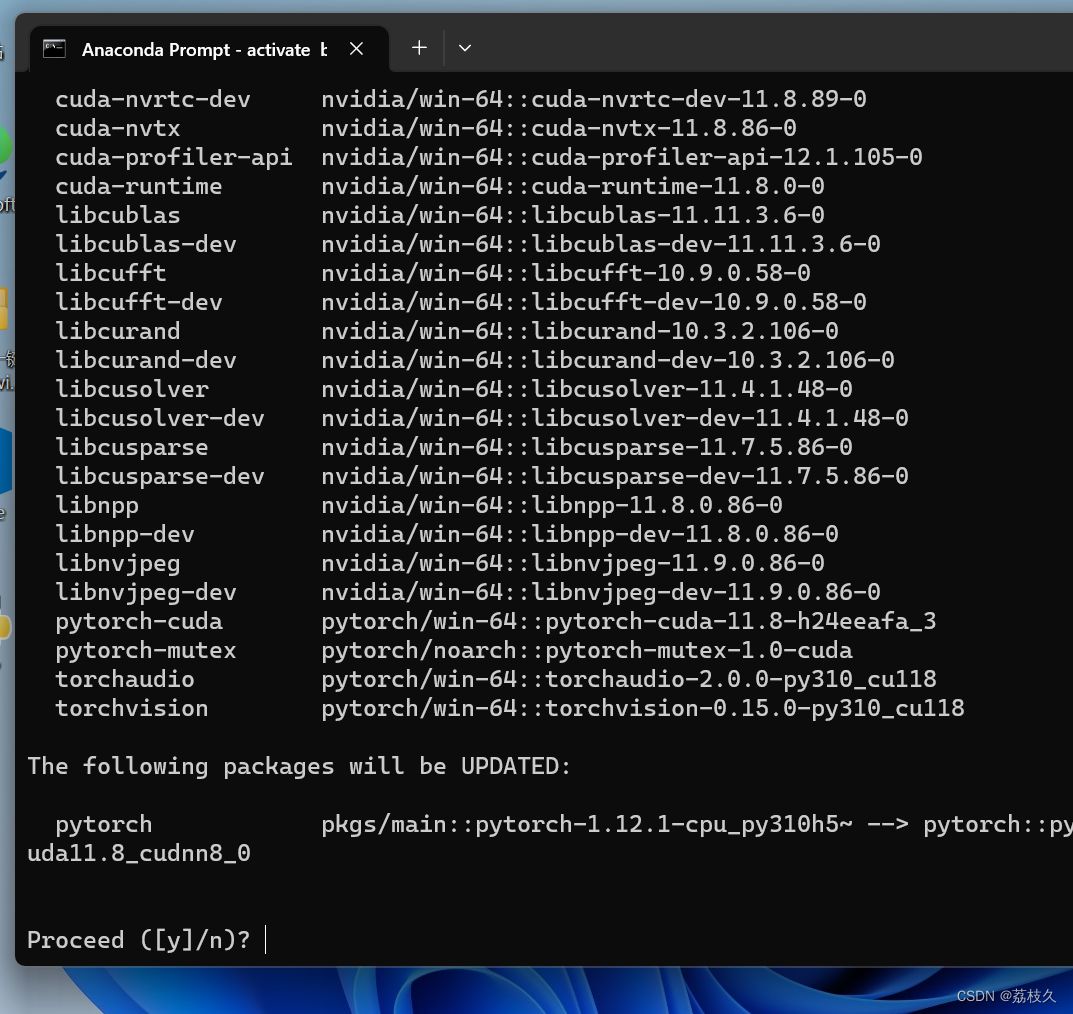 Anaconda Prompt - activate
cuda-nvrtc-dev nvidia/win-64::cuda-nvrtc-dev-11.8.89-0
cuda-nvtx nvidia/win-64::cuda-nvtx-11.8.86-0
cuda-profiler-api nvidia/win-64::cuda-profiler-api-12.1.105-0
cuda-runtime nvidia/win-64::cuda-runtime-11.8.0-0
libcublas nvidia/win-64::libcublas-11.11.3.6-0
libcublas-dev nvidia/win-64::libcublas-dev-11.11.3.6-0
libcufft nvidia/win-64::libcufft-10.9.0.58-0
libcufft-dev nvidia/win-64::libcufft-dev-10.9.0.58-0
libcurand nvidia/win-64::libcurand-10.3.2.106-0
libcurand-dev nvidia/win-64::libcurand-dev-10.3.2.106-0
libcusolver nvidia/win-64::libcusolver-11.4.1.48-0
libcusolver-dev nvidia/win-64::libcusolver-dev-11.4.1.48-0
libcusparse nvidia/win-64::libcusparse-11.7.5.86-0
libcusparse-dev nvidia/win-64::libcusparse-dev-11.7.5.86-0
libnpp nvidia/win-64::libnpp-11.8.0.86-0
libnpp-dev nvidia/win-64::libnpp-dev-11.8.0.86-0
libnvjpeg nvidia/win-64::libnvjpeg-11.9.0.86-0
libnvjpeg-dev nvidia/win-64::libnvjpeg-dev-11.9.0.86-0
pytorch-cuda pytorch/win-64::pytorch-cuda-11.8-h24eeafa_3
pytorch-mutex pytorch/noarch::pytorch-mutex-1.0-cuda
torchaudio pytorch/win-64::torchaudio-2.0.0-py310_cu118
torchvision pytorch/win-64::torchvision-0.15.0-py310_cu118
The following packages will be UPDATED:
pytorch pkgs/main::pytorch-1.12.1-cpu_py310h5~ --> pytorch::py
uda11.8_cudnn8_0
Proceed ([y]/n)?
CSDN @荔枝久